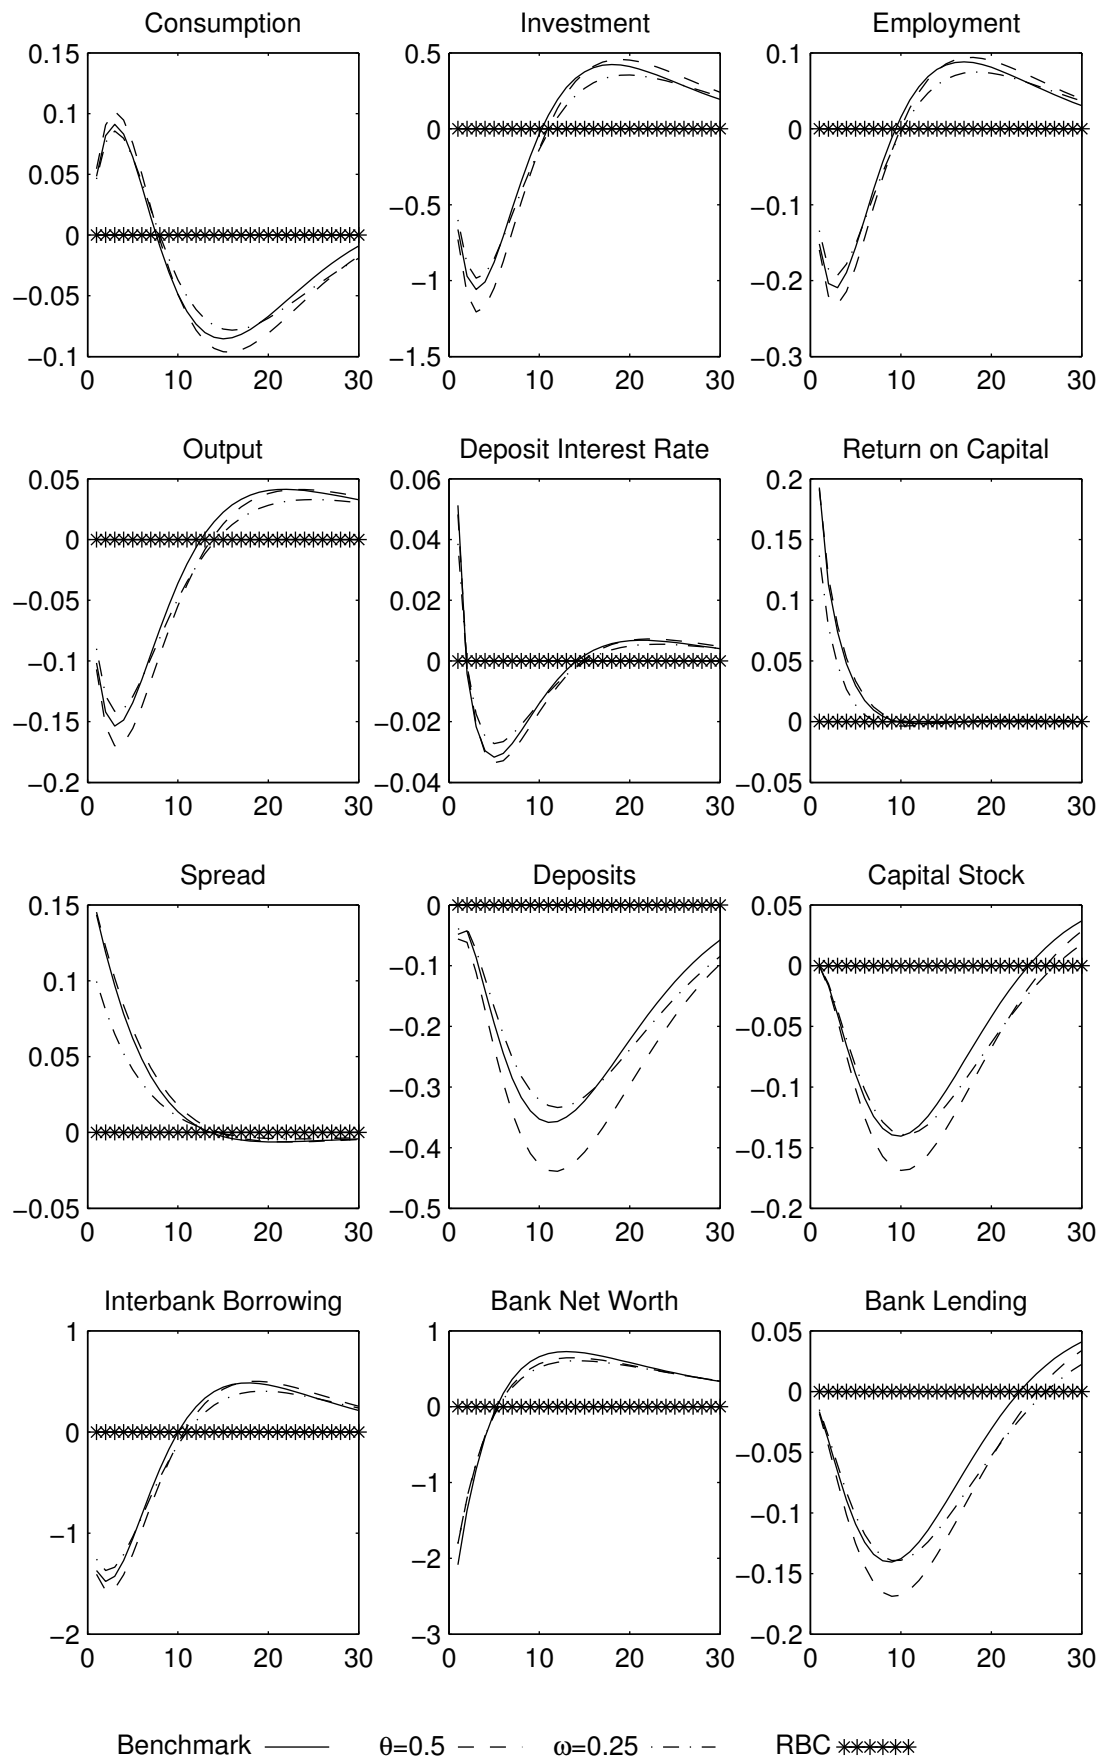 Consumption Investment Employment
0.15 0.5 0.1
0.1 0 0
0.05 −0.5 −0.1
0 −1 −0.2
−0.05 −1.5 −0.3
−0.1
0 10 20 30 0 10 20 30 0 10 20 30
Output Deposit Interest Rate Return on Capital
0.05 0.06 0.2
0 0.04 0.15
−0.05 0.02 0.1
−0.1 0 0.05
−0.15 −0.02 0
−0.2 −0.04 −0.05
0 10 20 30 0 10 20 30 0 10 20 30
Spread Deposits Capital Stock
0.15 0 0.05
0.1 −0.1 0
0.05 −0.2 −0.05
0 −0.3 −0.1
−0.05 −0.4 −0.15
−0.5 −0.2
0 10 20 30 0 10 20 30 0 10 20 30
Interbank Borrowing Bank Net Worth Bank Lending
1 1 0.05
0 0 0
−1 −1 −0.05
−2 −2 −0.1
−3 −0.15
−0.2
0 10 20 30 0 10 20 30 0 10 20 30
Benchmark θ=0.5 ω=0.25 RBC